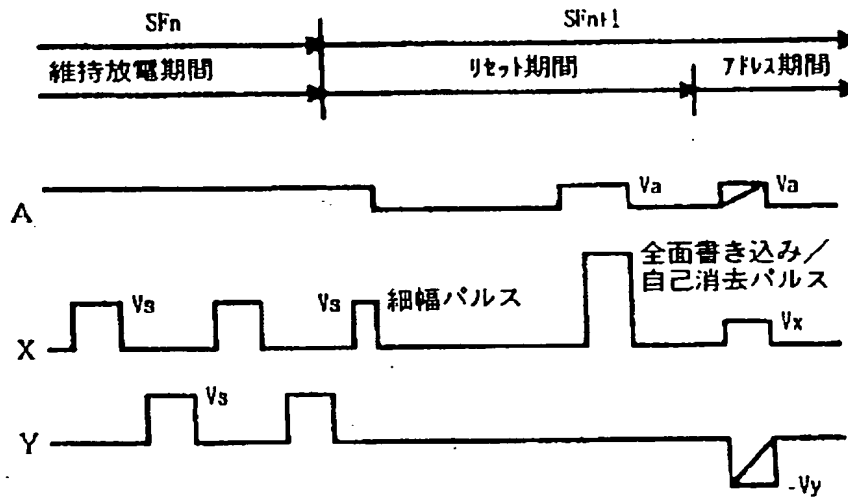 SFn
SFn+1
維持放電期間
リセット期間
アドレス期間
A
Va
Va
全面書き込み/
自己消去パルス
X
Vs
Vs
細幅パルス
Vx
Y
Vs
-Vy